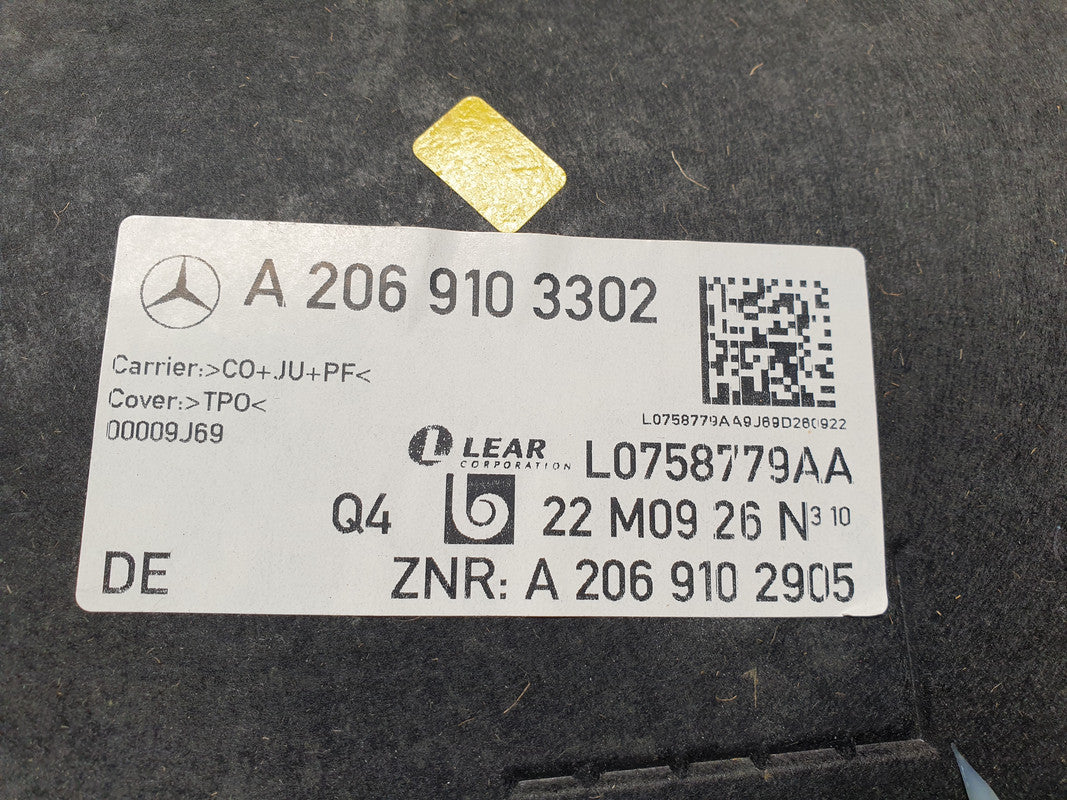 A 206 910 3302
Carrier:>CO+JU+PF<
Cover:>TPO<
00009J69
L0758779AA9J69D260922
LEAR
CORPORATION
L0758779AA
Q4
22 M09 26 N 3 10
DE
ZNR: A 206 910 2905